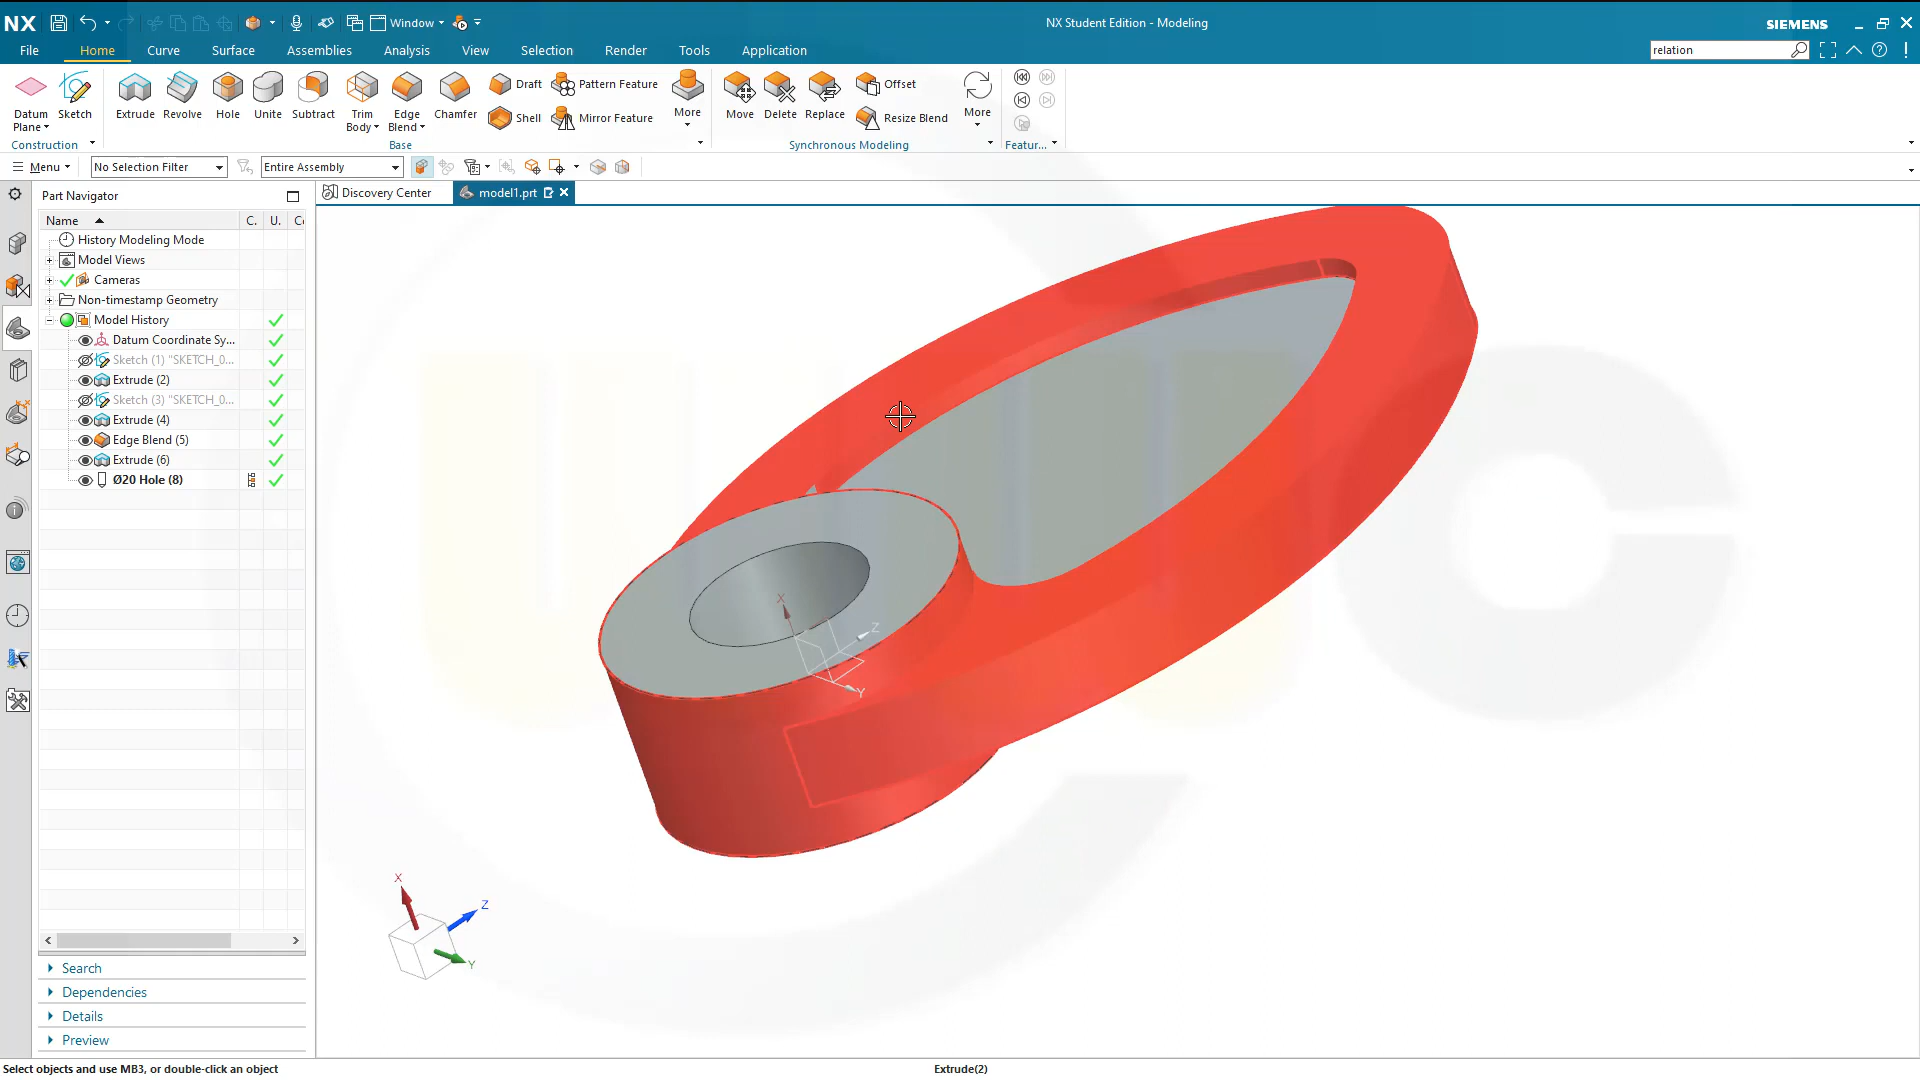 NX
Window
NX Student Edition - Modeling
SIEMENS
File
Home
Curve
Surface
Assemblies
Analysis
View
Selection
Render
Tools
Application
relation
Datum
Plane
Sketch
Extrude
Revolve
Hole
Unite
Subtract
Trim
Body
Edge
Blend
Chamfer
Draft
Shell
Pattern Feature
Mirror Feature
More
Move
Delete
Replace
Offset
Resize Blend
More
Construction
Base
Synchronous Modeling
Featur...
Menu
No Selection Filter
Entire Assembly
Part Navigator
Discovery Center
model1.prt
Name
C.
U.
Co
History Modeling Mode
Model Views
Cameras
Non-timestamp Geometry
Model History
Datum Coordinate Sy...
Sketch (1) "SKETCH_0...
Extrude (2)
Sketch (3) "SKETCH_0...
Extrude (4)
Edge Blend (5)
Extrude (6)
Ø20 Hole (8)
X
Z
Y
X
Z
Y
Search
Dependencies
Details
Preview
Select objects and use MB3, or double-click an object
Extrude(2)